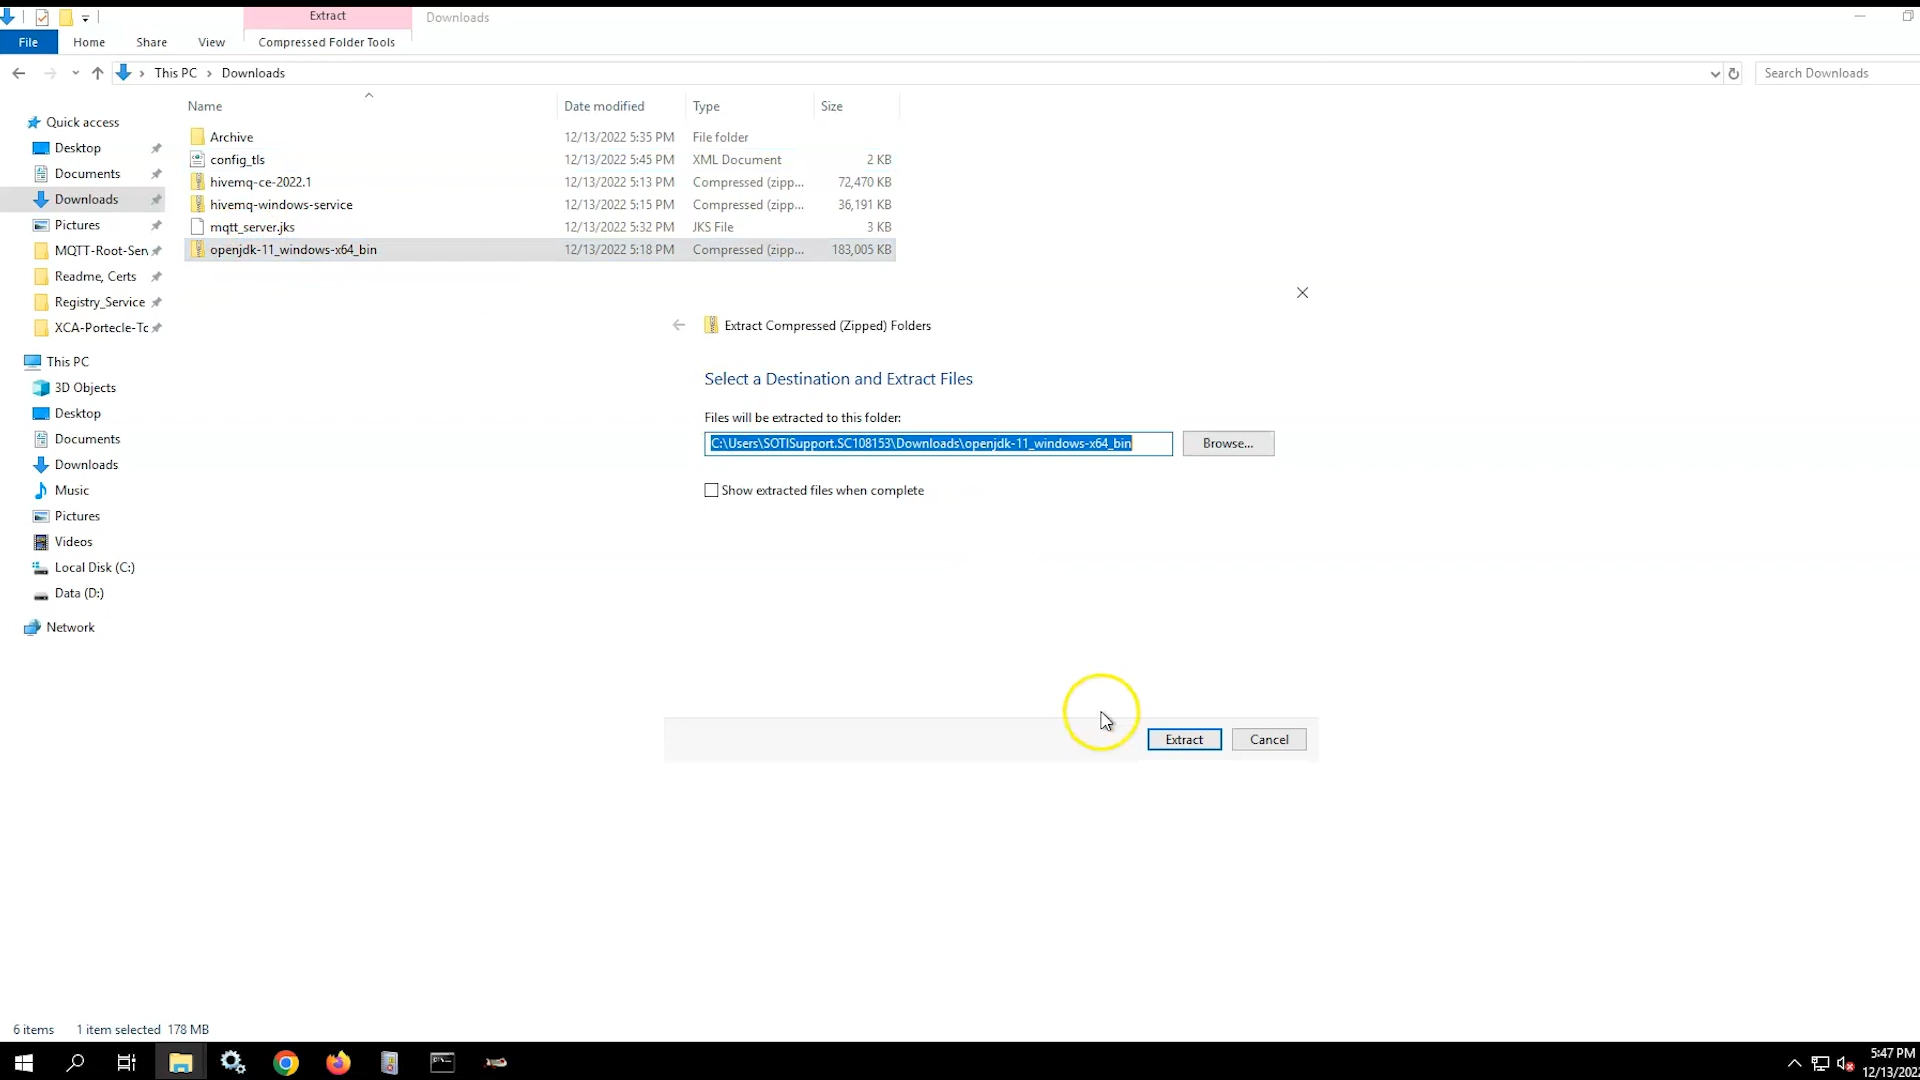 Extract
Downloads
File
Home
Share
View
Compressed Folder Tools
This PC
Downloads
Search Downloads
Name
Date modified
Type
Size
Quick access
Desktop
Documents
Downloads
Pictures
MQTT-Root-Serv
Readme, Certs
Registry_Service
XCA-Portecle-Tc
This PC
3D Objects
Desktop
Documents
Downloads
Music
Pictures
Videos
Local Disk (C:)
Data (D:)
Network
Archive 12/13/2022 5:35 PM File folder
config_tls 12/13/2022 5:45 PM XML Document 2 KB
hivemq-ce-2022.1 12/13/2022 5:13 PM Compressed (zipp... 72,470 KB
hivemq-windows-service 12/13/2022 5:15 PM Compressed (zipp... 36,191 KB
mqtt_server.jks 12/13/2022 5:32 PM JKS File 3 KB
openjdk-11_windows-x64_bin 12/13/2022 5:18 PM Compressed (zipp... 183,005 KB
Extract Compressed (Zipped) Folders
Select a Destination and Extract Files
Files will be extracted to this folder:
C:\Users\SOTISupport.SC108153\Downloads\openjdk-11_windows-x64_bin
Browse...
Show extracted files when complete
Extract
Cancel
6 items 1 item selected 178 MB
5:47 PM
12/13/202